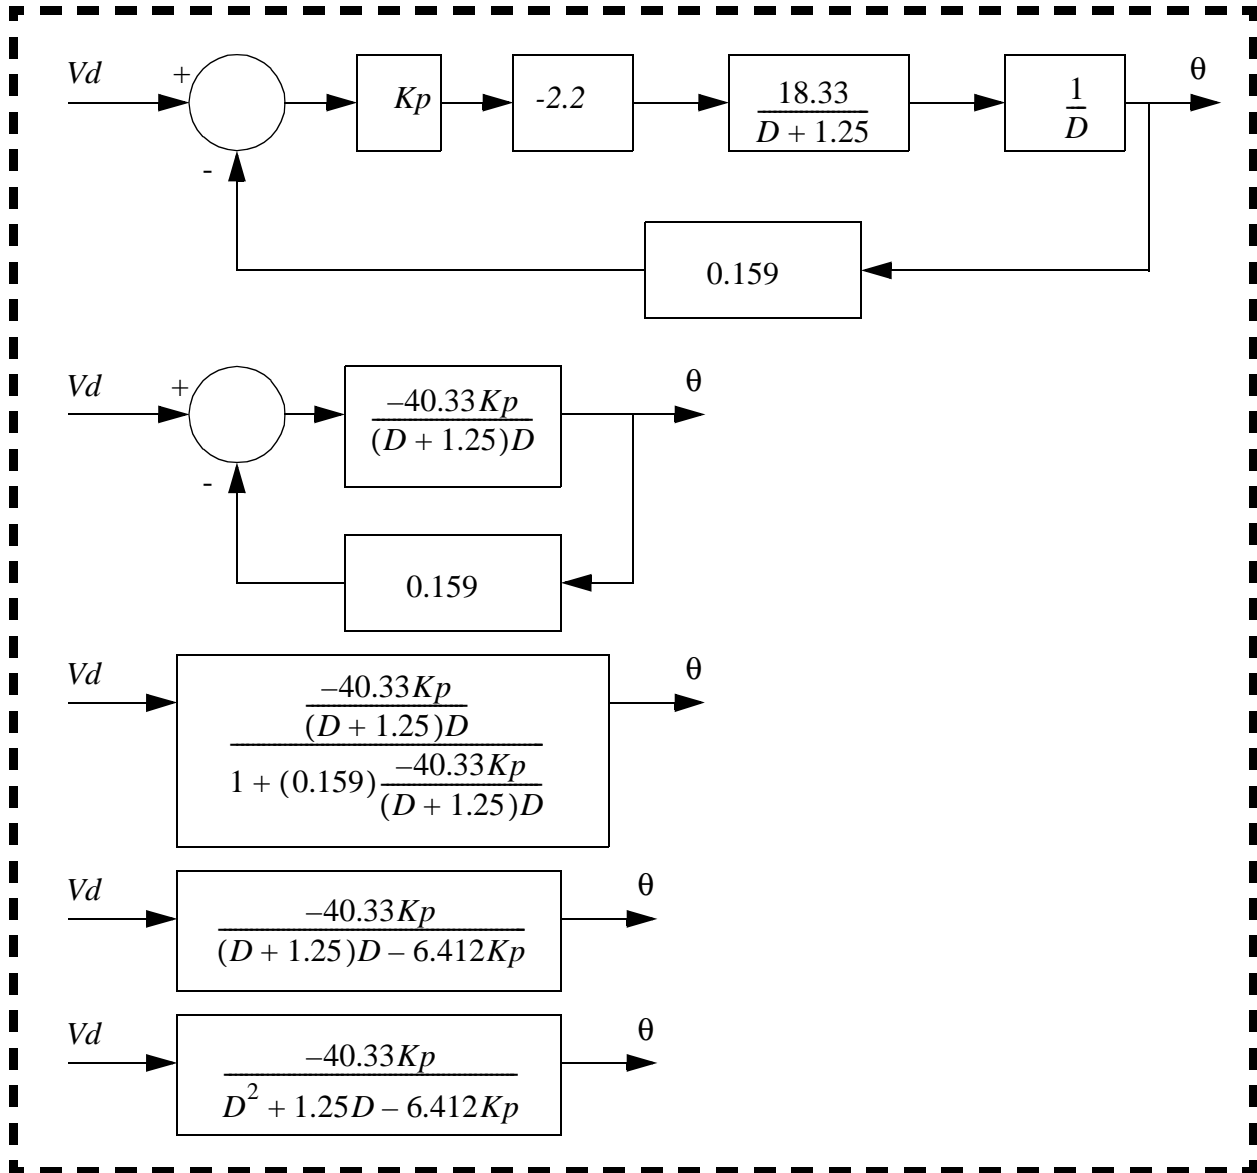 Vd + Kp -2.2 18.33 / D + 1.25 1 / D θ
-
0.159
Vd + –40.33Kp / (D + 1.25)D θ
-
0.159
Vd θ
–40.33Kp
(D + 1.25)D
1 + (0.159) –40.33Kp / (D + 1.25)D
Vd θ
–40.33Kp
(D + 1.25)D – 6.412Kp
Vd θ
–40.33Kp
D² + 1.25D – 6.412Kp